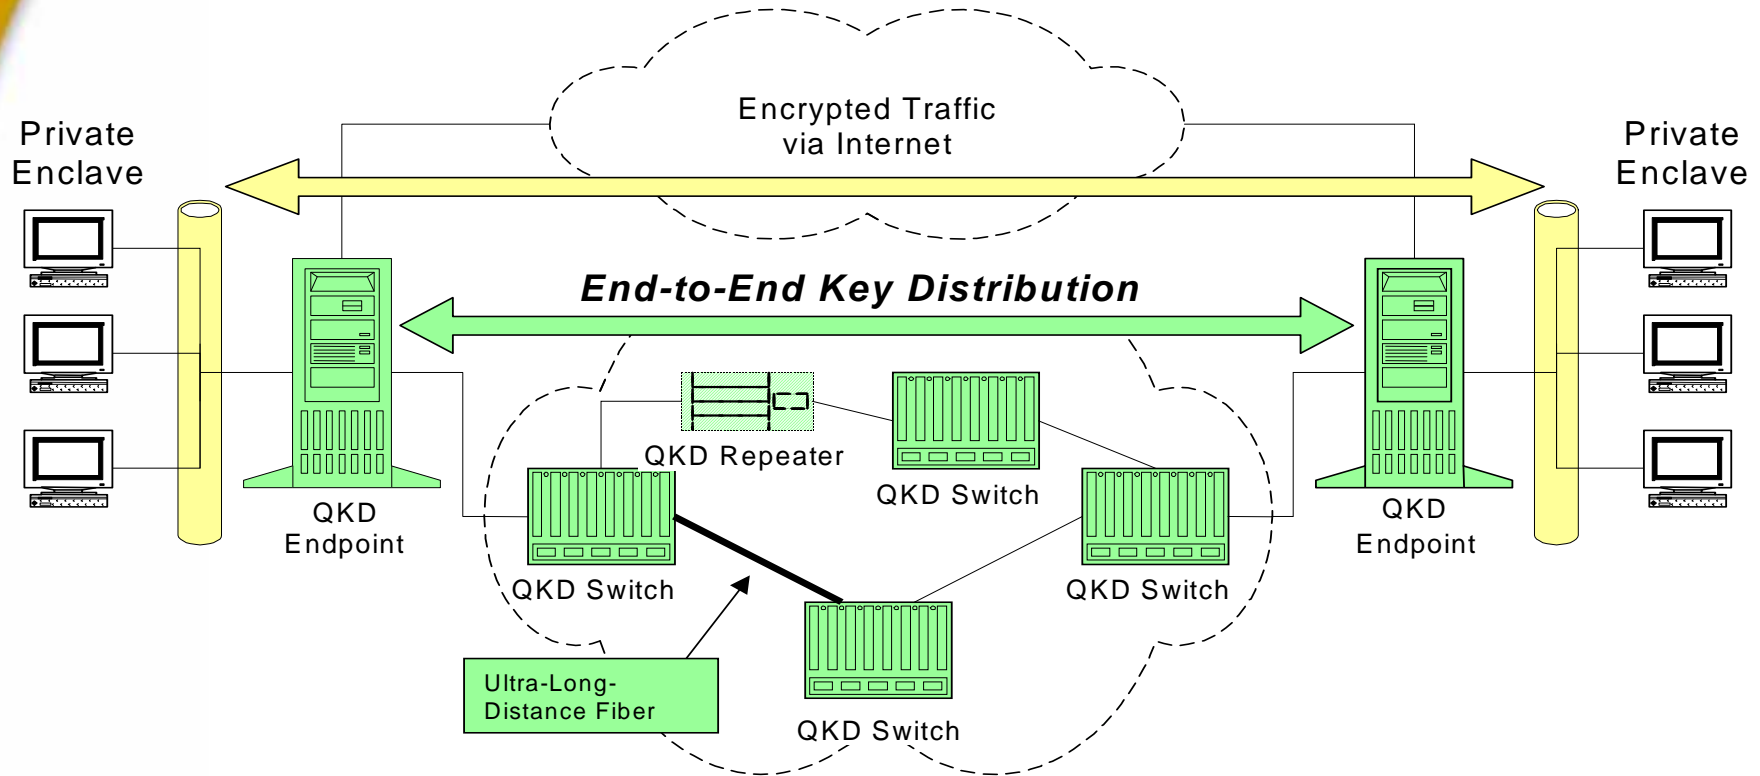 Encrypted Traffic
via Internet
Private
Enclave
Private
Enclave
End-to-End Key Distribution
QKD Repeater
QKD Switch
QKD
Endpoint
QKD
Endpoint
QKD Switch
QKD Switch
Ultra-Long-
Distance Fiber
QKD Switch